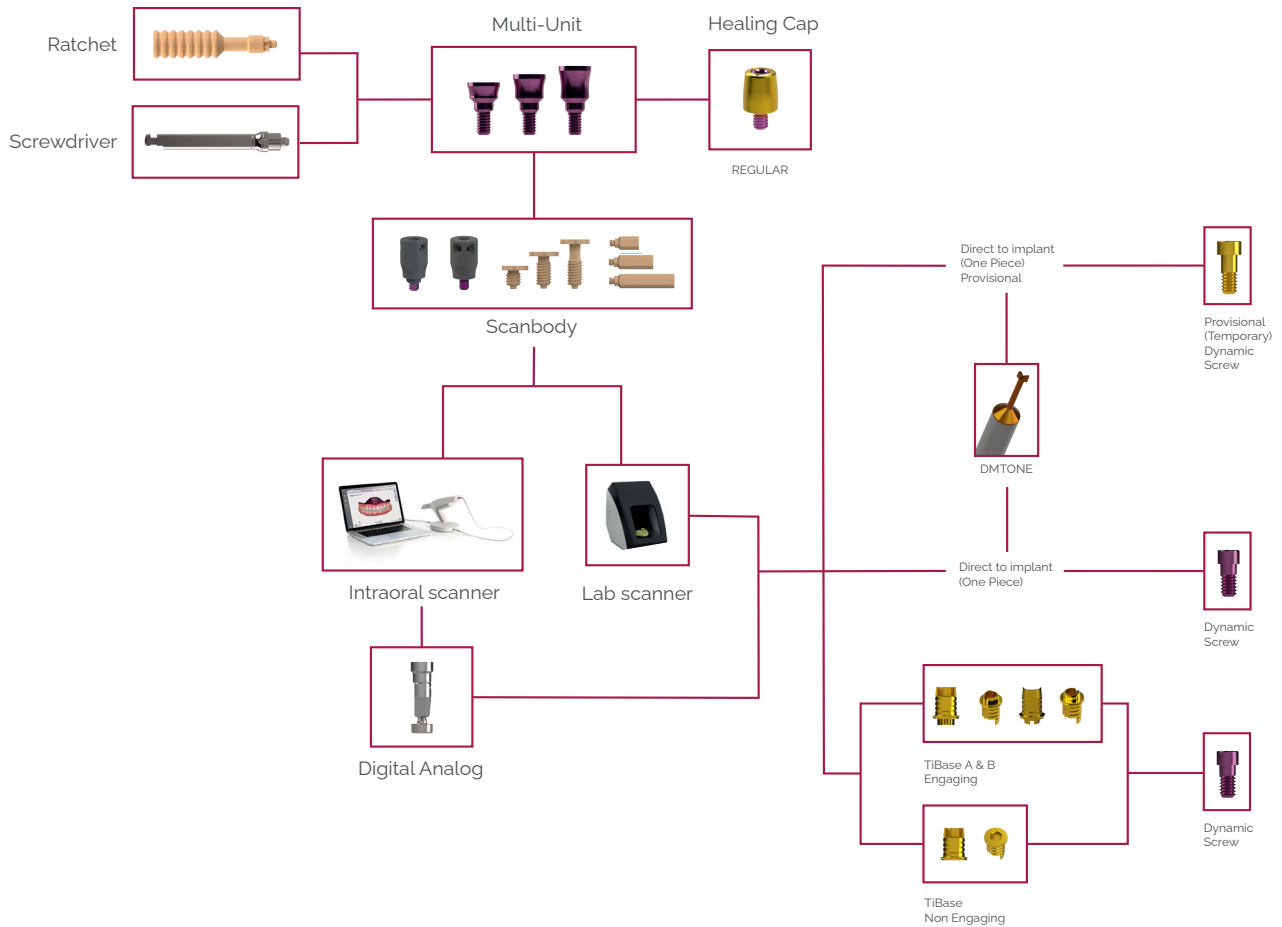 Multi-Unit
Healing Cap
Ratchet
Screwdriver
REGULAR
Scanbody
Direct to implant
(One Piece)
Provisional
Provisional
(Temporary)
Dynamic
Screw
DMTONE
Intraoral scanner
Lab scanner
Direct to implant
(One Piece)
Dynamic
Screw
Digital Analog
TiBase A & B
Engaging
Dynamic
Screw
TiBase
Non Engaging